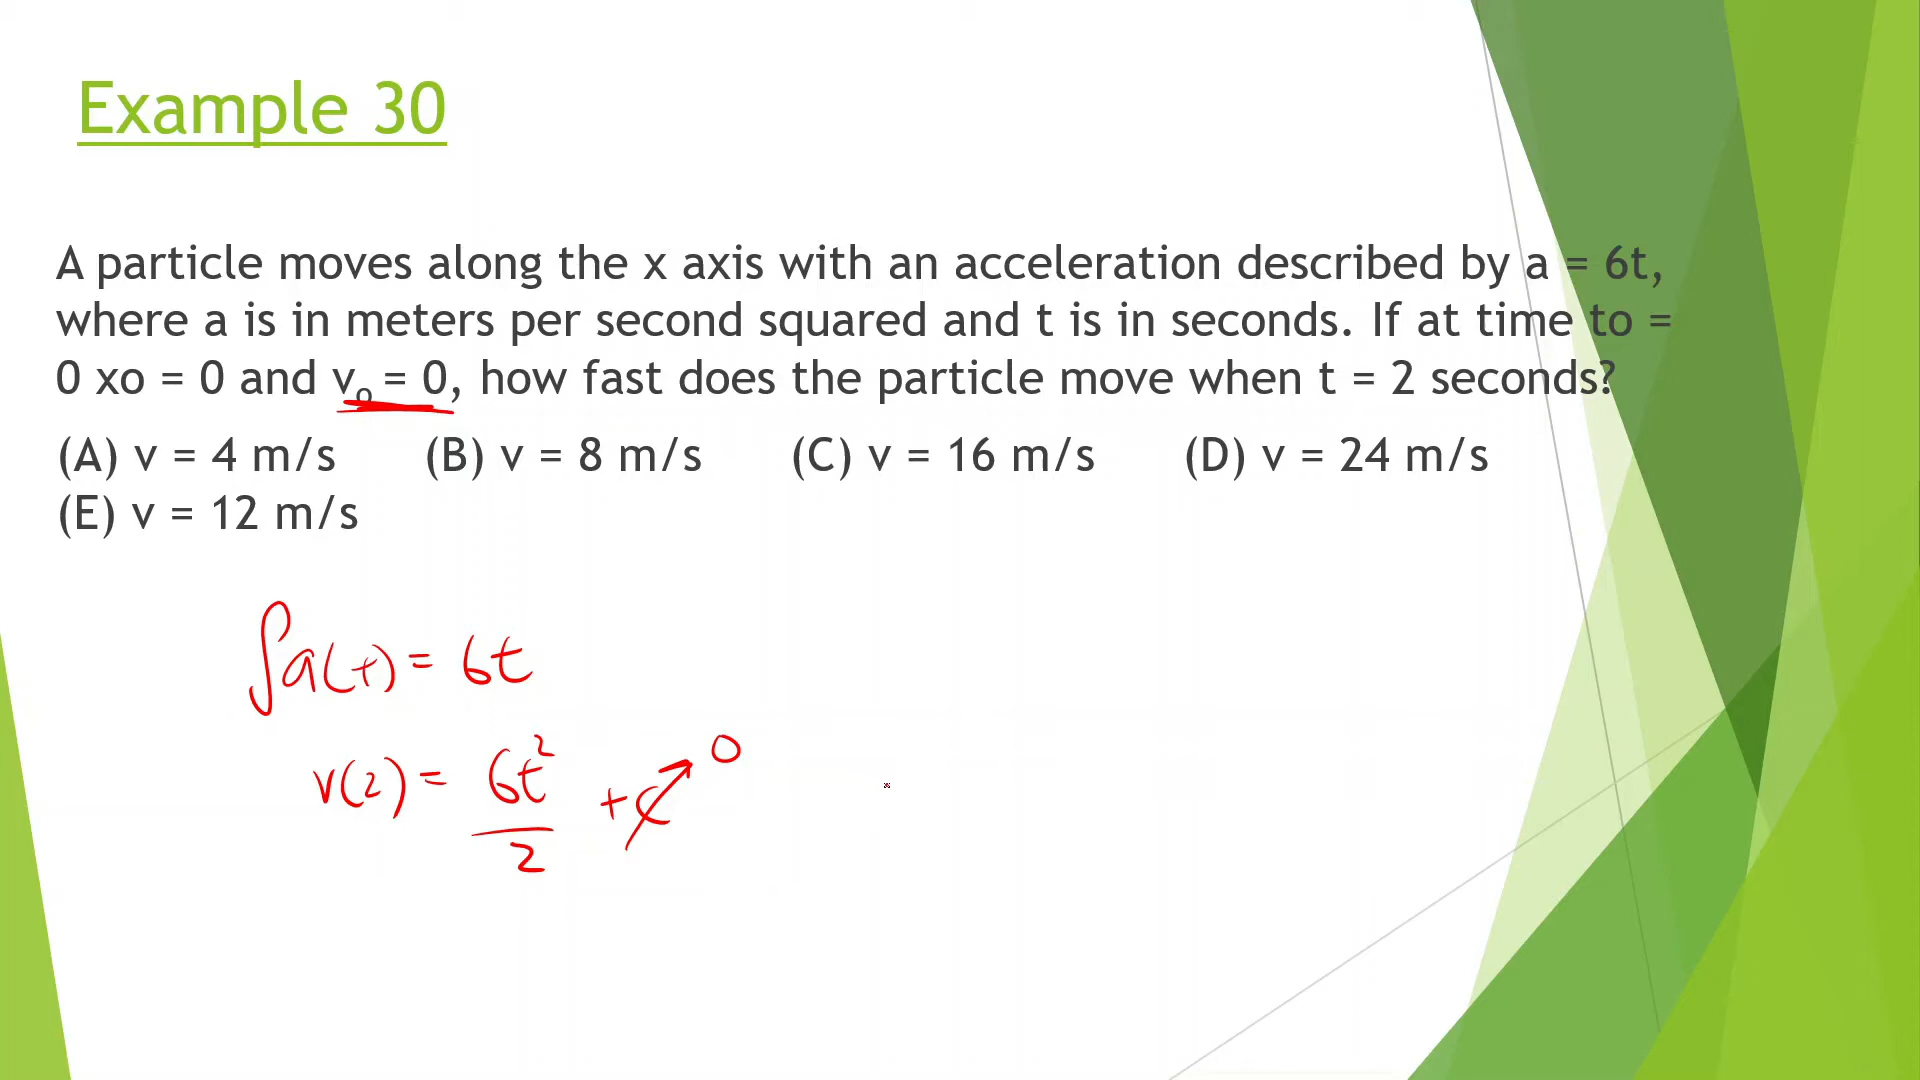 Example 30
A particle moves along the x axis with an acceleration described by a = 6t,
where a is in meters per second squared and t is in seconds. If at time to =
0 xo = 0 and v₀ = 0, how fast does the particle move when t = 2 seconds?
(A) v = 4 m/s (B) v = 8 m/s (C) v = 16 m/s (D) v = 24 m/s
(E) v = 12 m/s
∫a(t) = 6t
v(2) = 6t²/2 + c → 0